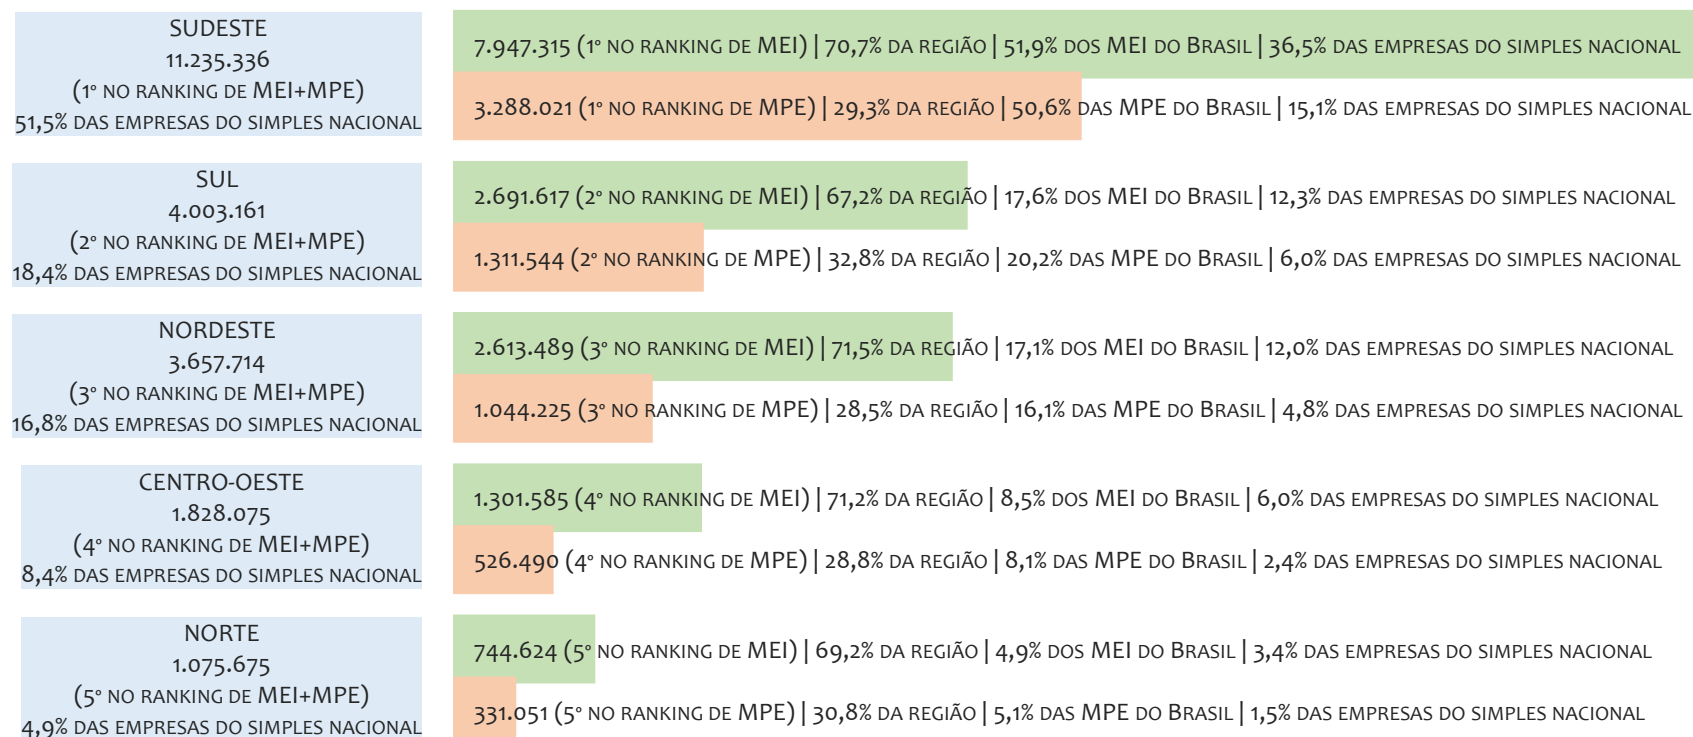 SUDESTE
11.235.336
(1º NO RANKING DE MEI+MPE)
51,5% DAS EMPRESAS DO SIMPLES NACIONAL
7.947.315 (1º NO RANKING DE MEI) | 70,7% DA REGIÃO | 51,9% DOS MEI DO BRASIL | 36,5% DAS EMPRESAS DO SIMPLES NACIONAL
3.288.021 (1º NO RANKING DE MPE) | 29,3% DA REGIÃO | 50,6% DAS MPE DO BRASIL | 15,1% DAS EMPRESAS DO SIMPLES NACIONAL
SUL
4.003.161
(2º NO RANKING DE MEI+MPE)
18,4% DAS EMPRESAS DO SIMPLES NACIONAL
2.691.617 (2º NO RANKING DE MEI) | 67,2% DA REGIÃO | 17,6% DOS MEI DO BRASIL | 12,3% DAS EMPRESAS DO SIMPLES NACIONAL
1.311.544 (2º NO RANKING DE MPE) | 32,8% DA REGIÃO | 20,2% DAS MPE DO BRASIL | 6,0% DAS EMPRESAS DO SIMPLES NACIONAL
NORDESTE
3.657.714
(3º NO RANKING DE MEI+MPE)
16,8% DAS EMPRESAS DO SIMPLES NACIONAL
2.613.489 (3º NO RANKING DE MEI) | 71,5% DA REGIÃO | 17,1% DOS MEI DO BRASIL | 12,0% DAS EMPRESAS DO SIMPLES NACIONAL
1.044.225 (3º NO RANKING DE MPE) | 28,5% DA REGIÃO | 16,1% DAS MPE DO BRASIL | 4,8% DAS EMPRESAS DO SIMPLES NACIONAL
CENTRO-OESTE
1.828.075
(4º NO RANKING DE MEI+MPE)
8,4% DAS EMPRESAS DO SIMPLES NACIONAL
1.301.585 (4º NO RANKING DE MEI) | 71,2% DA REGIÃO | 8,5% DOS MEI DO BRASIL | 6,0% DAS EMPRESAS DO SIMPLES NACIONAL
526.490 (4º NO RANKING DE MPE) | 28,8% DA REGIÃO | 8,1% DAS MPE DO BRASIL | 2,4% DAS EMPRESAS DO SIMPLES NACIONAL
NORTE
1.075.675
(5º NO RANKING DE MEI+MPE)
4,9% DAS EMPRESAS DO SIMPLES NACIONAL
744.624 (5º NO RANKING DE MEI) | 69,2% DA REGIÃO | 4,9% DOS MEI DO BRASIL | 3,4% DAS EMPRESAS DO SIMPLES NACIONAL
331.051 (5º NO RANKING DE MPE) | 30,8% DA REGIÃO | 5,1% DAS MPE DO BRASIL | 1,5% DAS EMPRESAS DO SIMPLES NACIONAL